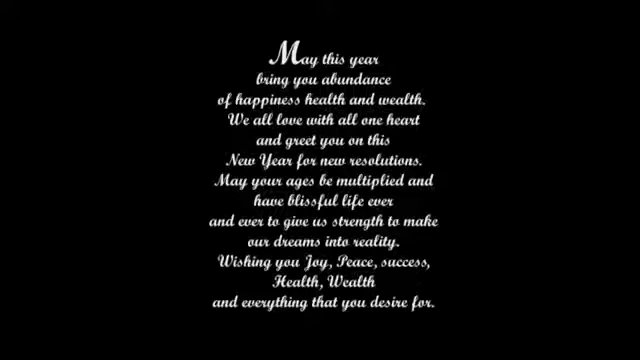 May this year
bring you abundance
of happiness health and wealth.
We all love with all one heart
and greet you on this
New Year for new resolutions.
May your ages be multiplied and
have blissful life ever
and ever to give us strength to make
our dreams into reality.
Wishing you Joy, Peace, success,
Health, Wealth
and everything that you desire for.